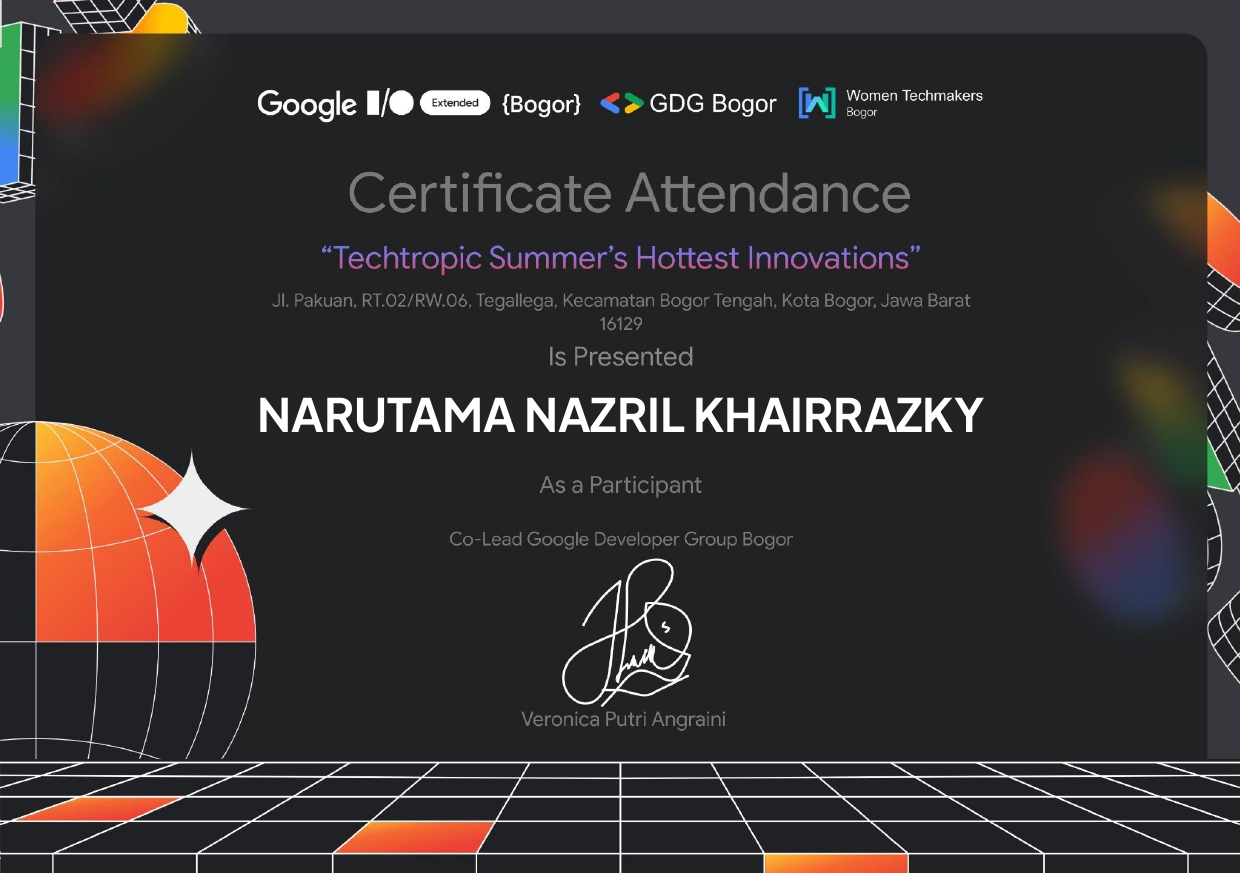 Google I/O Extended {Bogor} GDG Bogor Women Techmakers
Bogor
Certificate Attendance
“Techtropic Summer’s Hottest Innovations”
Jl. Pakuan, RT.02/RW.06, Tegallega, Kecamatan Bogor Tengah, Kota Bogor, Jawa Barat
16129
Is Presented
NARUTAMA NAZRIL KHAIRRAZKY
As a Participant
Co-Lead Google Developer Group Bogor
Veronica Putri Angraini